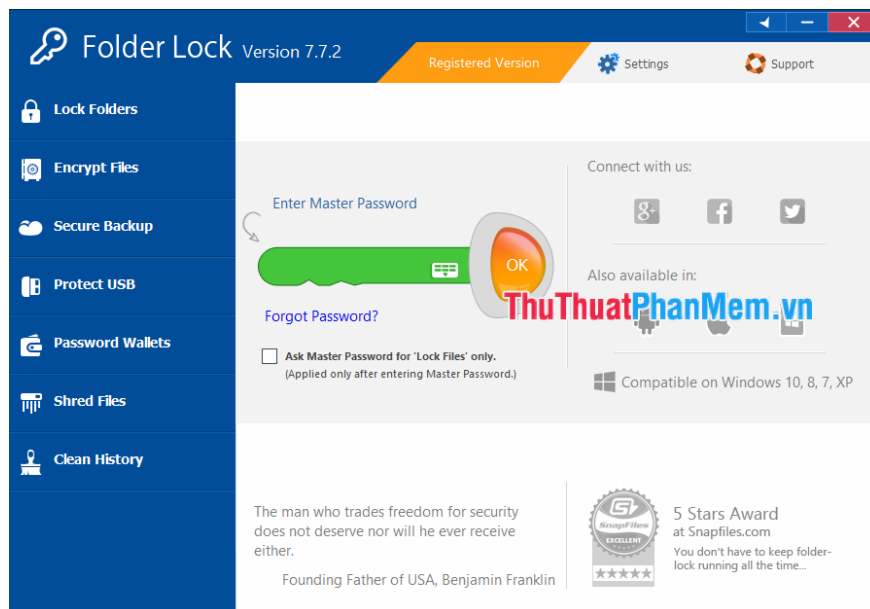 Folder Lock Version 7.7.2
Registered Version
Settings
Support
Lock Folders
Encrypt Files
Secure Backup
Protect USB
Password Wallets
Shred Files
Clean History
Enter Master Password
OK
Forgot Password?
Ask Master Password for 'Lock Files' only.
(Applied only after entering Master Password.)
Connect with us:
g+
f
Also available in:
ThuThuatPhanMem.vn
Compatible on Windows 10, 8, 7, XP
The man who trades freedom for security
does not deserve nor will he ever receive
either.
Founding Father of USA, Benjamin Franklin
SnapFiles
EXCELLENT
5 Stars Award
at Snapfiles.com
You don't have to keep folder-
lock running all the time...